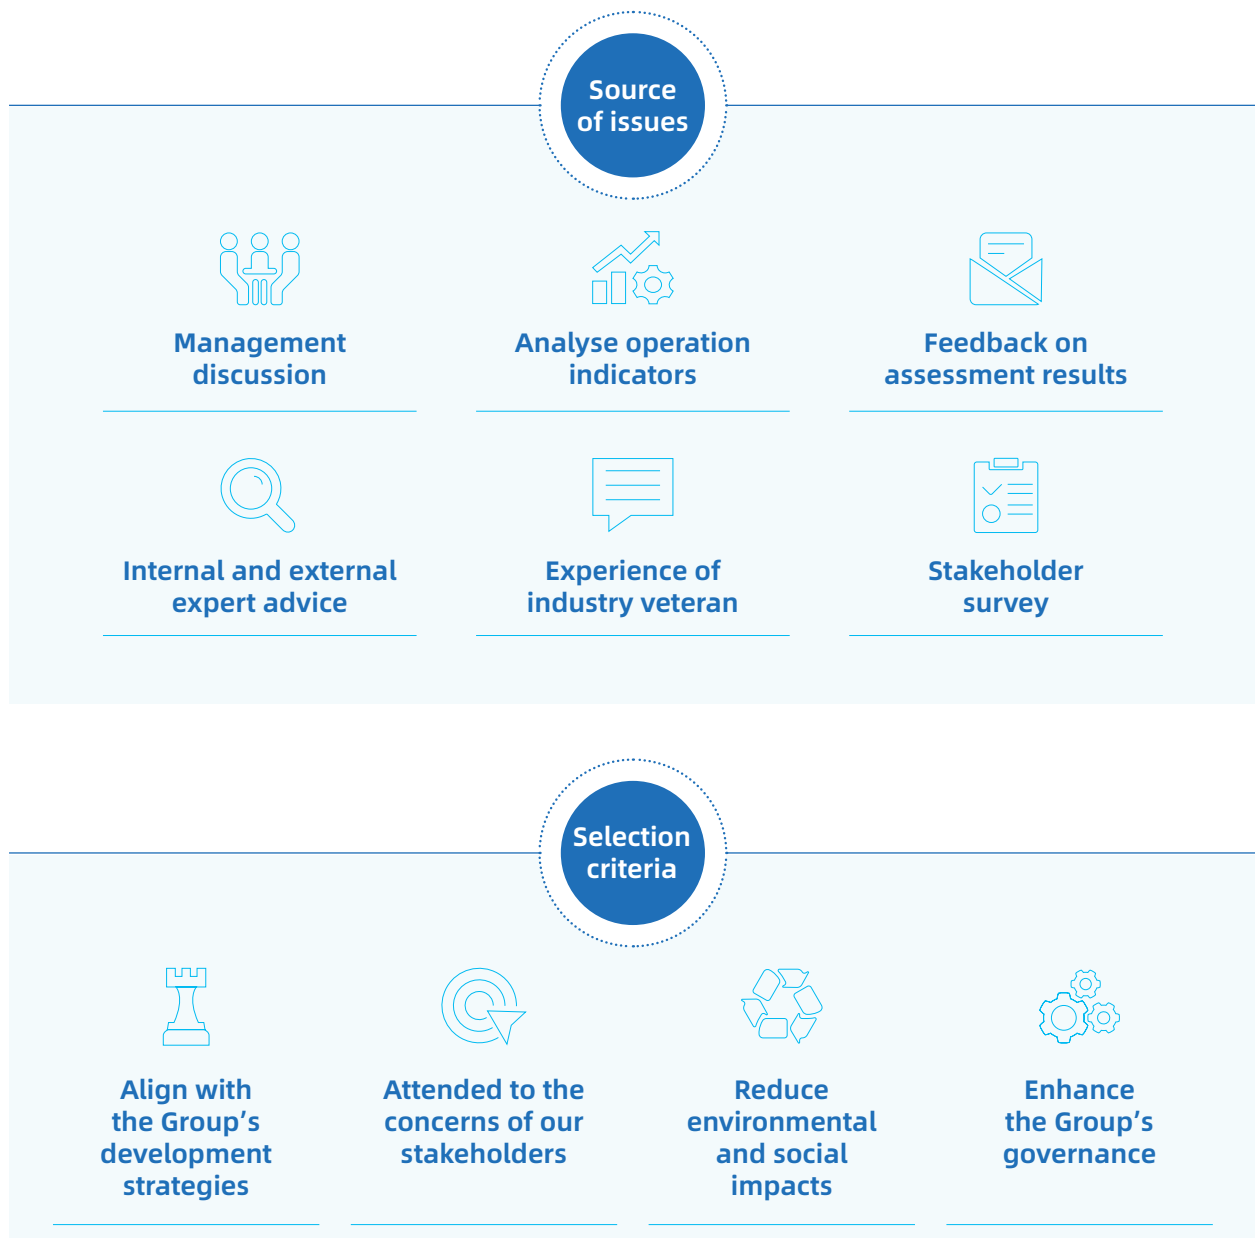 Source
of issues
Management
discussion
Analyse operation
indicators
Feedback on
assessment results
Internal and external
expert advice
Experience of
industry veteran
Stakeholder
survey
Selection
criteria
Align with
the Group’s
development
strategies
Attended to the
concerns of our
stakeholders
Reduce
environmental
and social
impacts
Enhance
the Group’s
governance